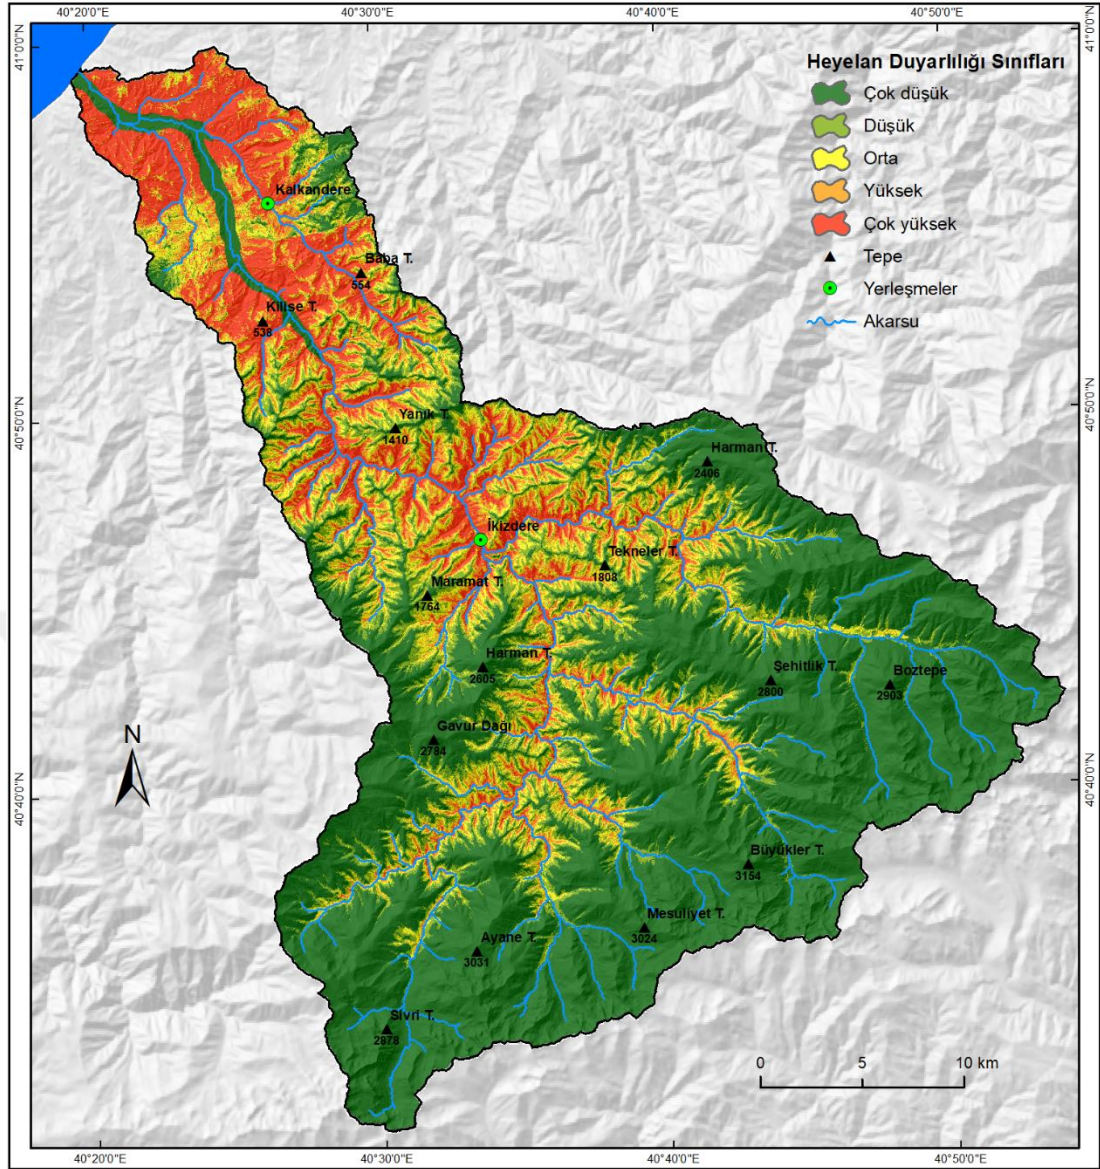 40°20'0"E
40°30'0"E
40°40'0"E
40°50'0"E
41°0'0"N
41°0'0"N
Heyelan Duyarlılığı Sınıfları
Çok düşük
Düşük
Orta
Yüksek
Çok yüksek
Tepe
Yerleşmeler
Akarsu
Kalkandere
Baba T.
554
Kilise T.
538
Yanık T.
1410
40°50'0"N
40°50'0"N
Harman T.
2406
İkizdere
Tekneler T.
1808
Maramat T.
1764
Harman T.
2605
Şehitlik T.
2800
Boztepe
2903
Gavur Dağı
2784
N
40°40'0"N
40°40'0"N
Büyükler T.
3154
Mesuliyet T.
3024
Ayane T.
3031
Sivri T.
2878
0 5 10 km
40°20'0"E
40°30'0"E
40°40'0"E
40°50'0"E